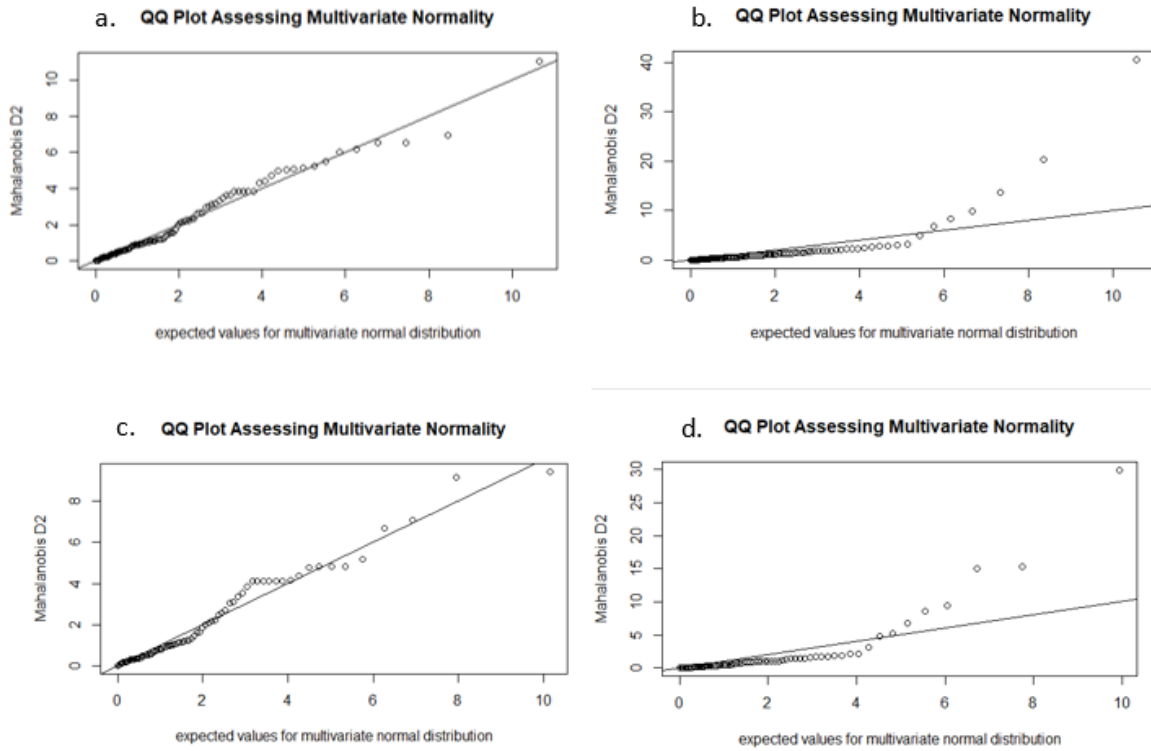 a. QQ Plot Assessing Multivariate Normality
Mahalanobis D2
0 2 4 6 8 10
0 2 4 6 8 10
expected values for multivariate normal distribution
b. QQ Plot Assessing Multivariate Normality
Mahalanobis D2
0 10 20 30 40
0 2 4 6 8 10
expected values for multivariate normal distribution
c. QQ Plot Assessing Multivariate Normality
Mahalanobis D2
0 2 4 6 8
0 2 4 6 8 10
expected values for multivariate normal distribution
d. QQ Plot Assessing Multivariate Normality
Mahalanobis D2
0 5 10 15 20 25 30
0 2 4 6 8 10
expected values for multivariate normal distribution